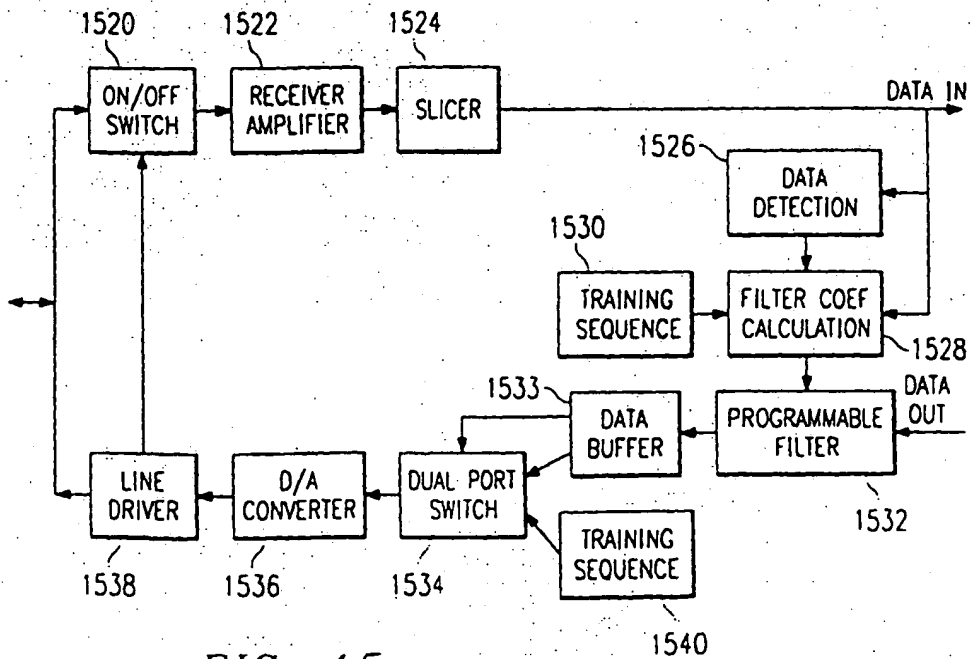 1520
1522
1524
ON/OFF
SWITCH
RECEIVER
AMPLIFIER
SLICER
DATA IN
1526
DATA
DETECTION
1530
TRAINING
SEQUENCE
FILTER COEF
CALCULATION
1528
1533
DATA
OUT
DATA
BUFFER
PROGRAMMABLE
FILTER
LINE
DRIVER
D/A
CONVERTER
DUAL PORT
SWITCH
1532
TRAINING
SEQUENCE
1538
1536
1534
1540